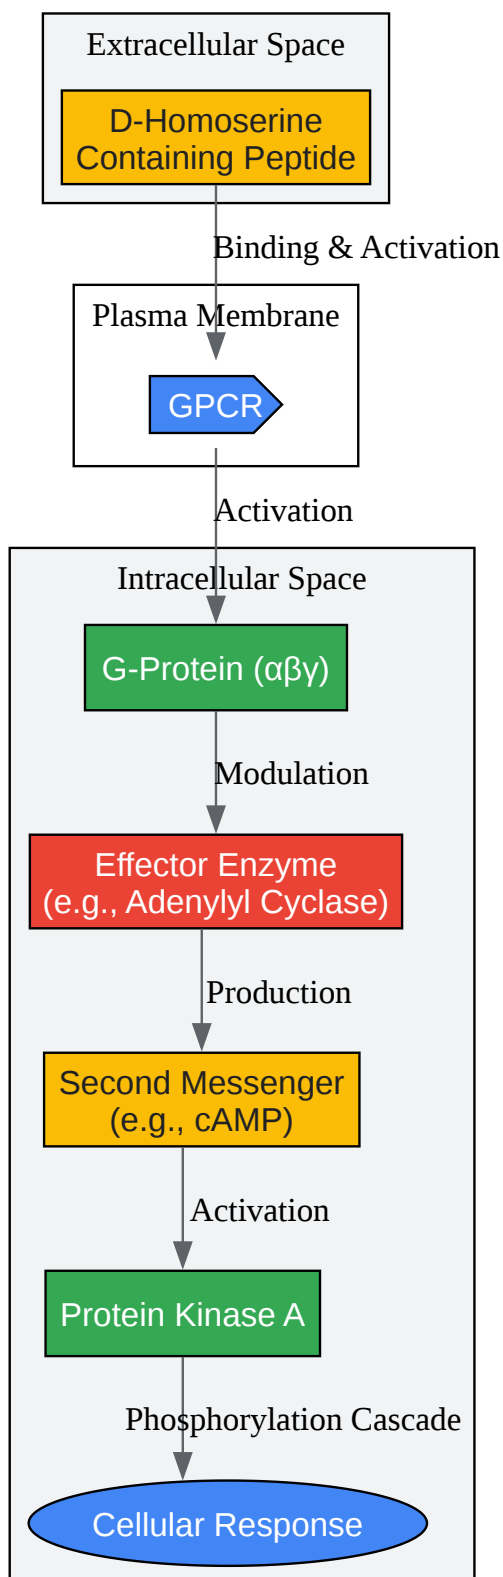 Extracellular Space
D-Homoserine
Containing Peptide
Binding & Activation
Plasma Membrane
GPCR
Activation
Intracellular Space
G-Protein (αβγ)
Modulation
Effector Enzyme
(e.g., Adenylyl Cyclase)
Production
Second Messenger
(e.g., cAMP)
Activation
Protein Kinase A
Phosphorylation Cascade
Cellular Response